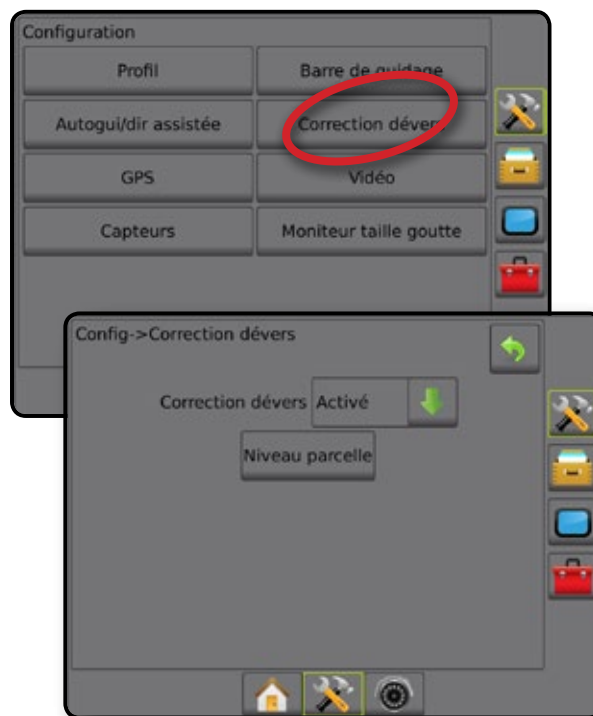 Configuration
Profil
Barre de guidage
Autogui/dir assistée
Correction dévers
GPS
Vidéo
Capteurs
Moniteur taille goutte
Config->Correction dévers
Correction dévers Activé
Niveau parcelle